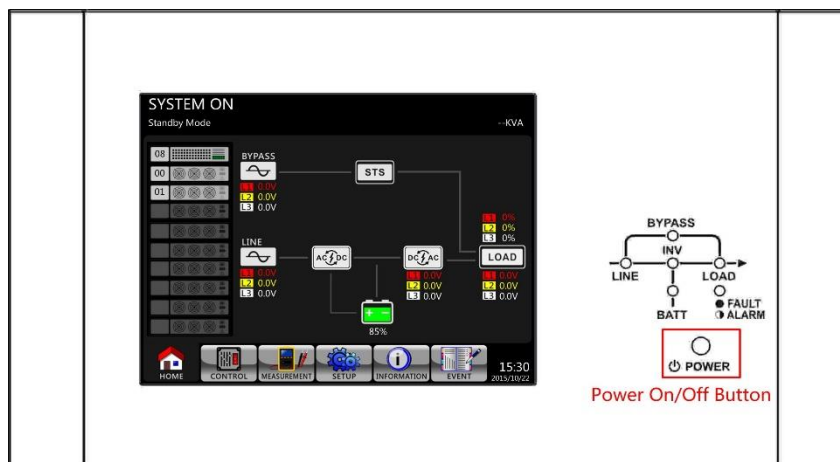 SYSTEM ON
Standby Mode
--KVA
08
00
01
BYPASS
L1 0.0V
L2 0.0V
L3 0.0V
STS
L1 0%
L2 0%
L3 0%
LINE
L1 0.0V
L2 0.0V
L3 0.0V
AC DC
DC AC
L1 0.0V
L2 0.0V
L3 0.0V
LOAD
L1 0.0V
L2 0.0V
L3 0.0V
+ −
85%
HOME
CONTROL
MEASUREMENT
SETUP
INFORMATION
EVENT
15:30
2015/10/22
BYPASS
INV
LINE
LOAD
BATT
FAULT
ALARM
POWER
Power On/Off Button